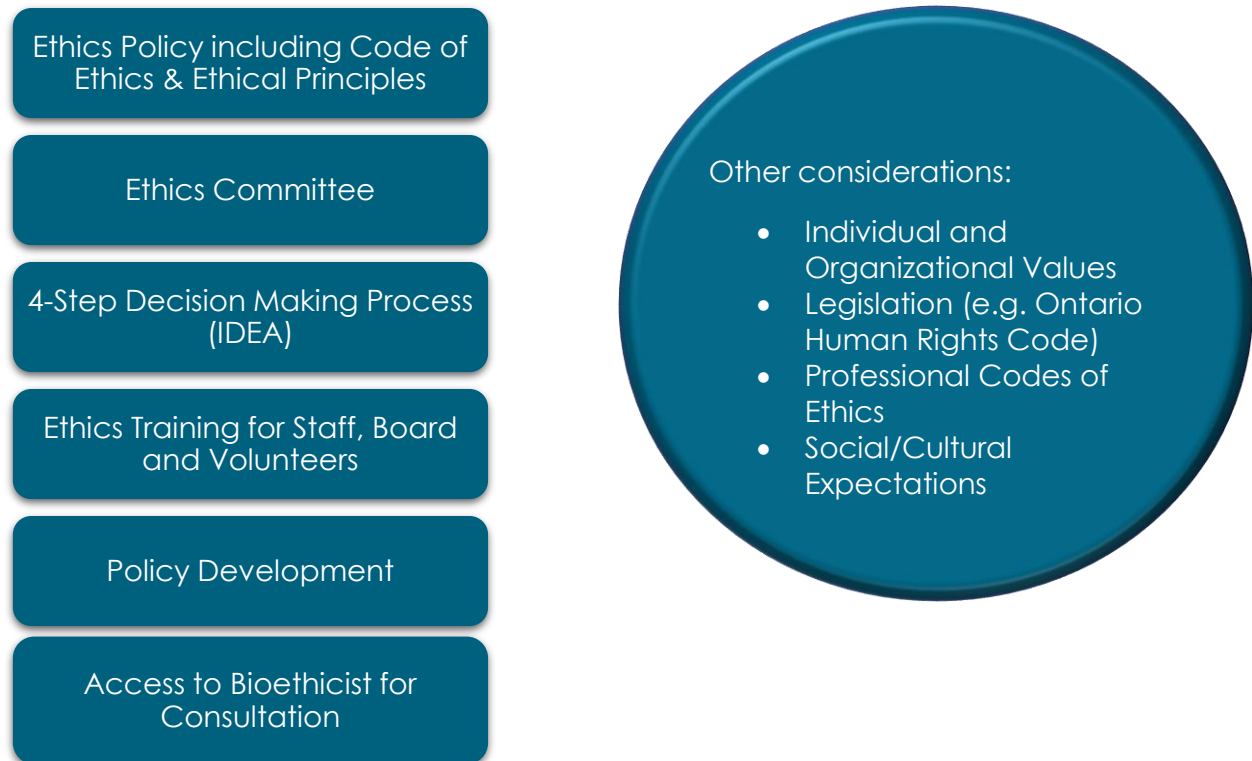 Ethics Policy including Code of
Ethics & Ethical Principles
Ethics Committee
4-Step Decision Making Process
(IDEA)
Ethics Training for Staff, Board
and Volunteers
Policy Development
Access to Bioethicist for
Consultation
Other considerations:
• Individual and
Organizational Values
• Legislation (e.g. Ontario
Human Rights Code)
• Professional Codes of
Ethics
• Social/Cultural
Expectations